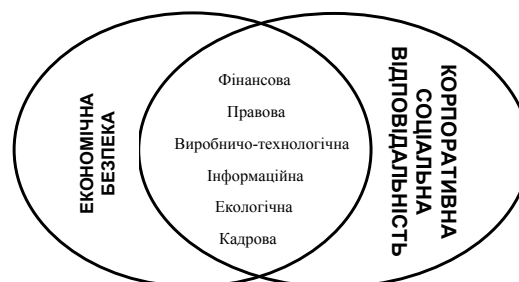 ЕКОНОМІЧНА
БЕЗПЕКА
Фінансова
Правова
Виробничо-технологічна
Інформаційна
Екологічна
Кадрова
КОРПОРАТИВНА
СОЦІАЛЬНА
ВІДПОВІДАЛЬНІСТЬ